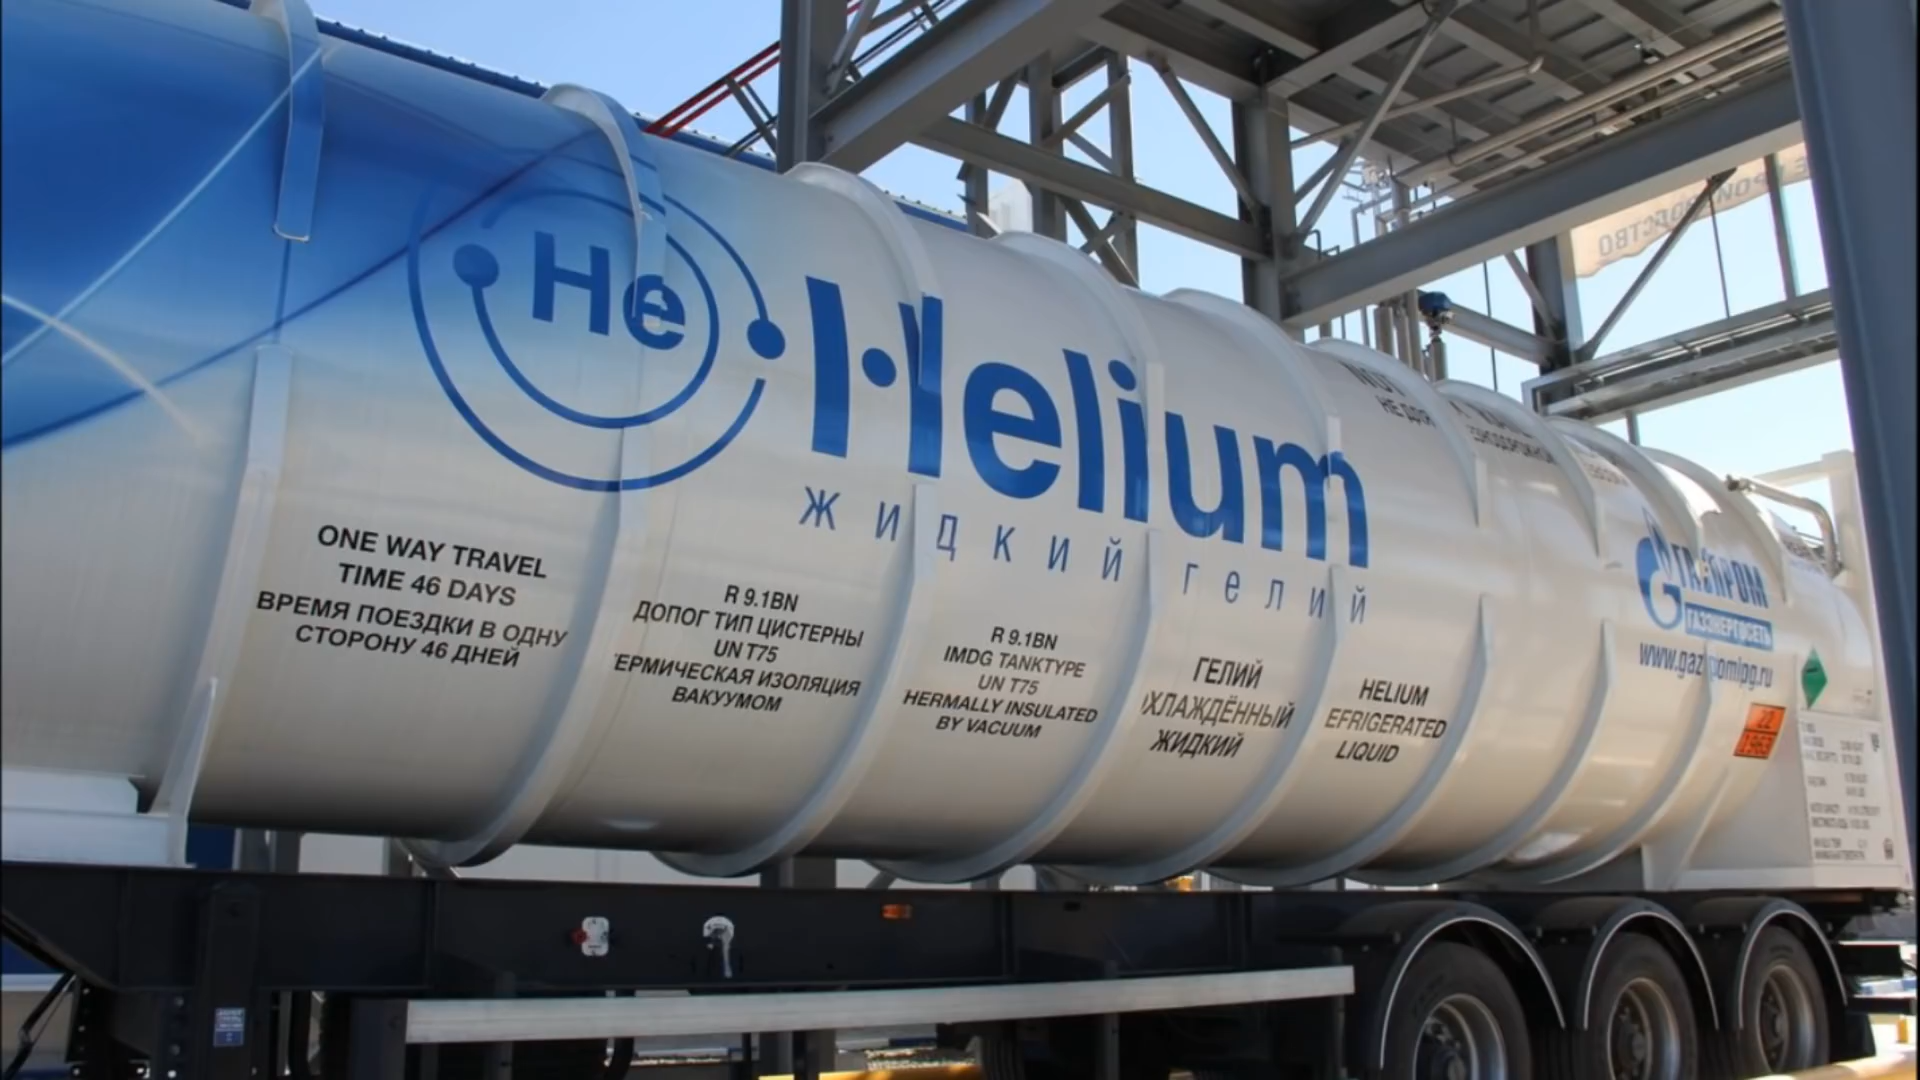 He
Helium
жидкий гелий
ONE WAY TRAVEL
TIME 46 DAYS
ВРЕМЯ ПОЕЗДКИ В ОДНУ
СТОРОНУ 46 ДНЕЙ
R 9.1BN
ДОПОГ ТИП ЦИСТЕРНЫ
UN T75
ЕРМИЧЕСКАЯ ИЗОЛЯЦИЯ
ВАКУУМОМ
R 9.1BN
IMDG TANKTYPE
UN T75
HERMALLY INSULATED
BY VACUUM
ГЕЛИЙ
ОХЛАЖДЁННЫЙ
ЖИДКИЙ
HELIUM
EFRIGERATED
LIQUID
ГАЗПРОМ
ГАЗЭНЕРГОСЕТЬ
www.gazpromlpg.ru
22
1963